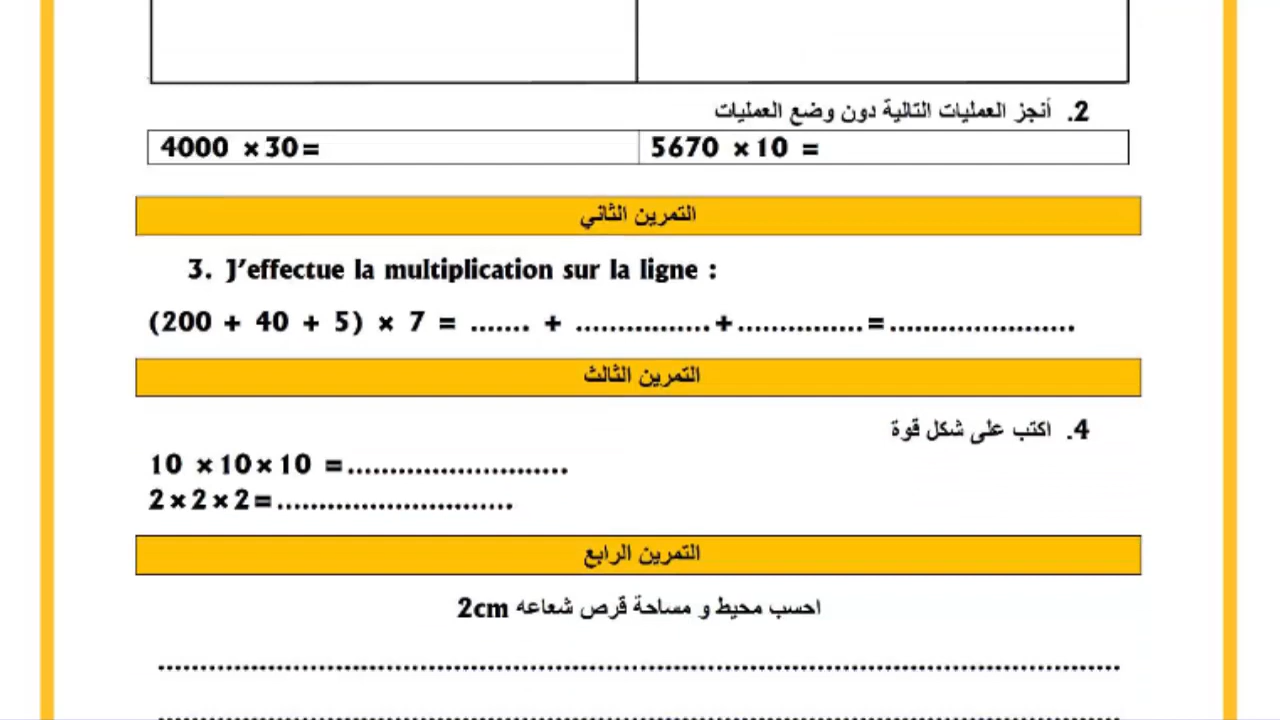 2. أنجز العمليات التالية دون وضع العمليات
4000 ×30= 5670 ×10 =
التمرين الثاني
3. J'effectue la multiplication sur la ligne :
(200 + 40 + 5) × 7 = ....... + ................+...............=......................
التمرين الثالث
4. اكتب على شكل قوة
10 ×10×10 =..........................
2×2×2=............................
التمرين الرابع
احسب محيط و مساحة قرص شعاعه 2cm